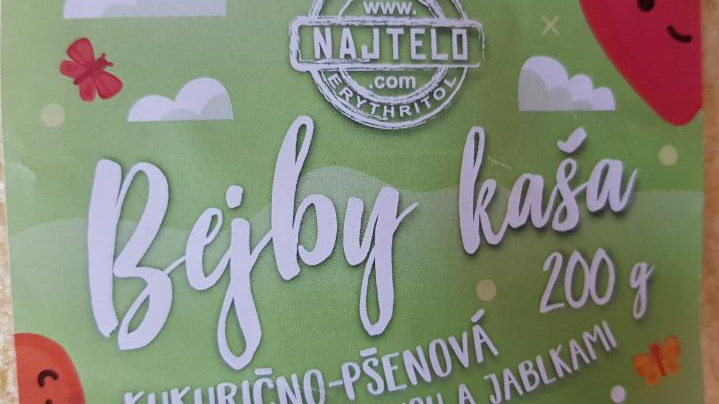 www.
NAJTELO
.com
ERYTHRITOL
Bejby kaša
200 g
KUKURIČNO-PŠENOVÁ
A JABLKAMI